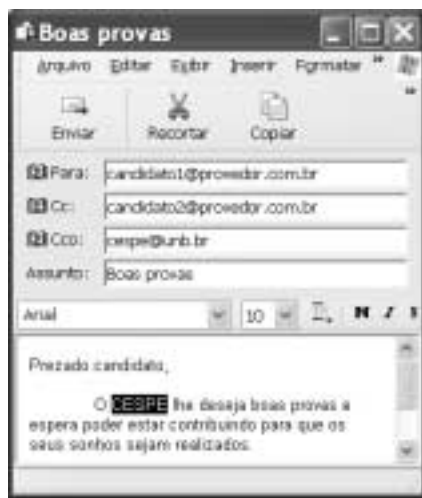 Boas provas
Arquivo Editar Exibir Inserir Formatar »
»
Enviar Recortar Copiar
Para: candidato1@provedor.com.br
Cc: candidato2@provedor.com.br
Cco: cespe@unb.br
Assunto: Boas provas
Arial 10 N I
Prezado candidato,
O CESPE lhe deseja boas provas e
espera poder estar contribuindo para que os
seus sonhos sejam realizados.